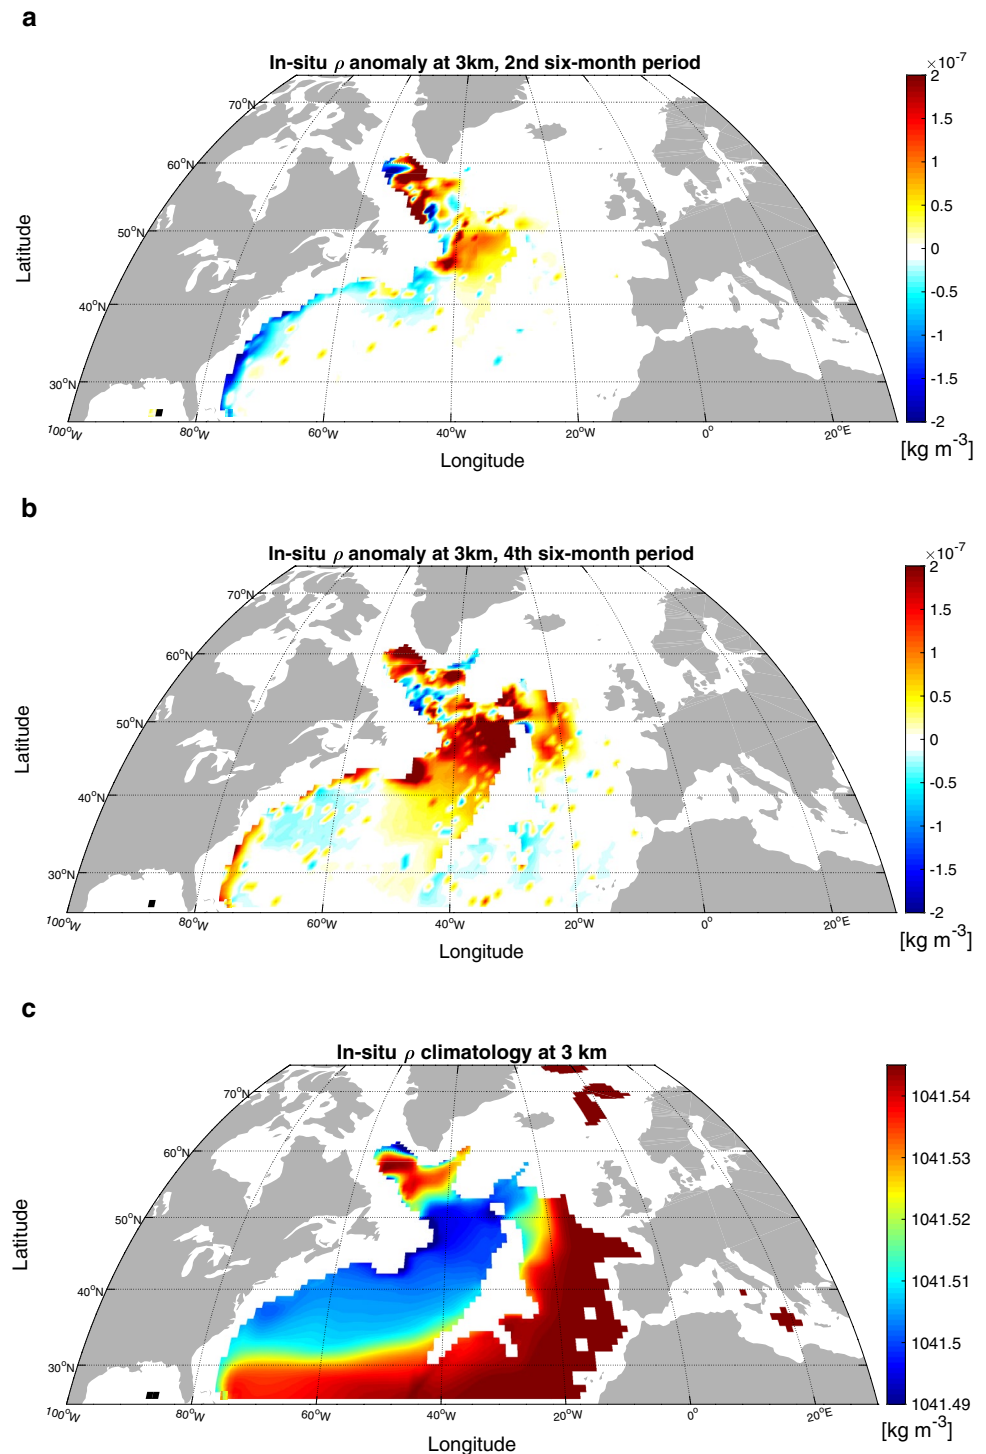 a
In-situ ρ anomaly at 3km, 2nd six-month period
×10⁻⁷
2
1.5
1
0.5
0
-0.5
-1
-1.5
-2
[kg m⁻³]
70°N
60°N
50°N
40°N
30°N
Latitude
100°W
80°W
60°W
40°W
20°W
0°
20°E
Longitude
b
In-situ ρ anomaly at 3km, 4th six-month period
×10⁻⁷
2
1.5
1
0.5
0
-0.5
-1
-1.5
-2
[kg m⁻³]
70°N
60°N
50°N
40°N
30°N
Latitude
100°W
80°W
60°W
40°W
20°W
0°
20°E
Longitude
c
In-situ ρ climatology at 3 km
1041.54
1041.53
1041.52
1041.51
1041.5
1041.49
[kg m⁻³]
70°N
60°N
50°N
40°N
30°N
Latitude
100°W
80°W
60°W
40°W
20°W
0°
20°E
Longitude